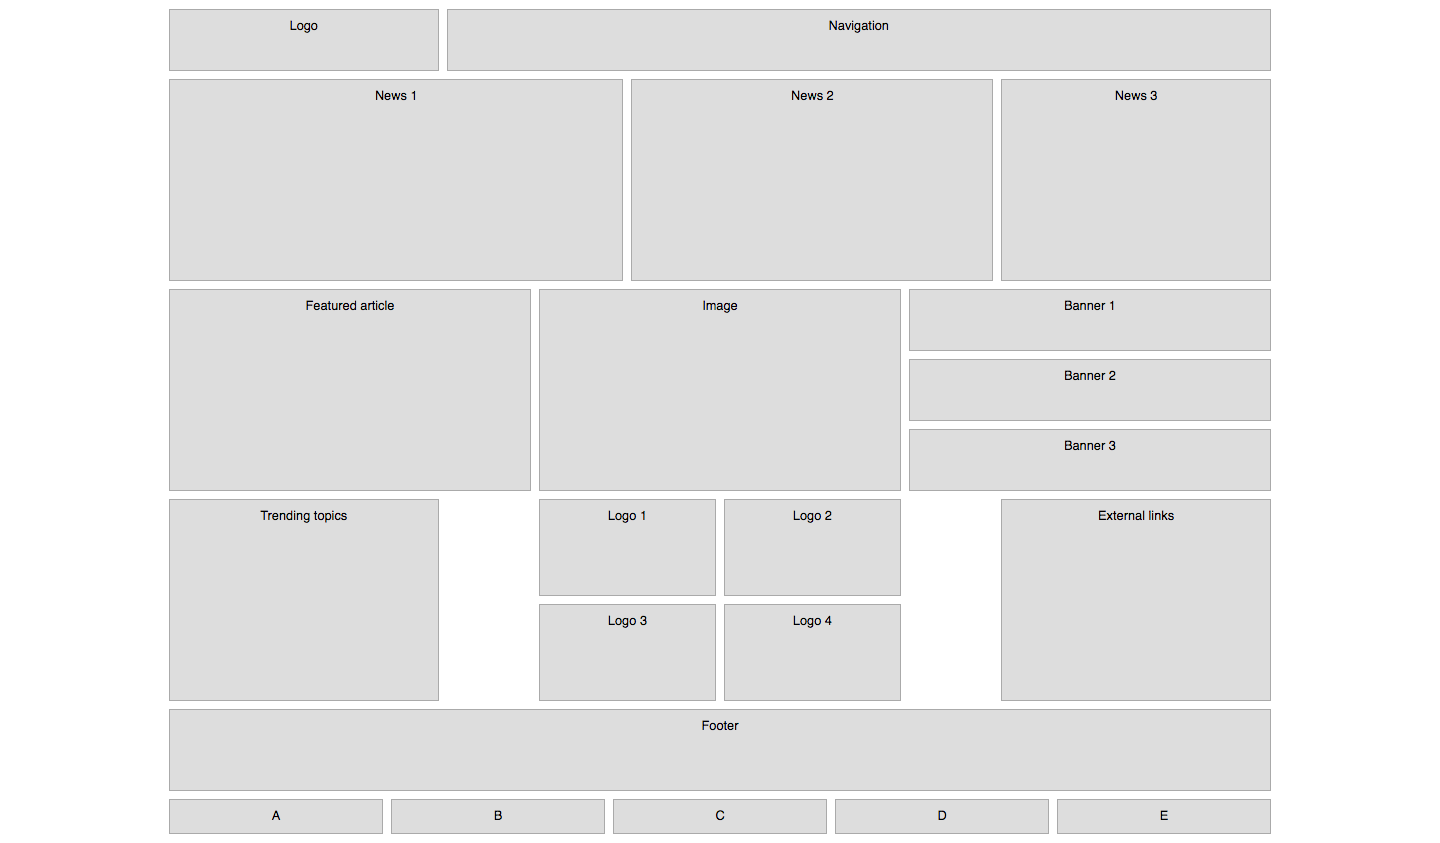 Logo
Navigation
News 1
News 2
News 3
Featured article
Image
Banner 1
Banner 2
Banner 3
Trending topics
Logo 1
Logo 2
Logo 3
Logo 4
External links
Footer
A
B
C
D
E